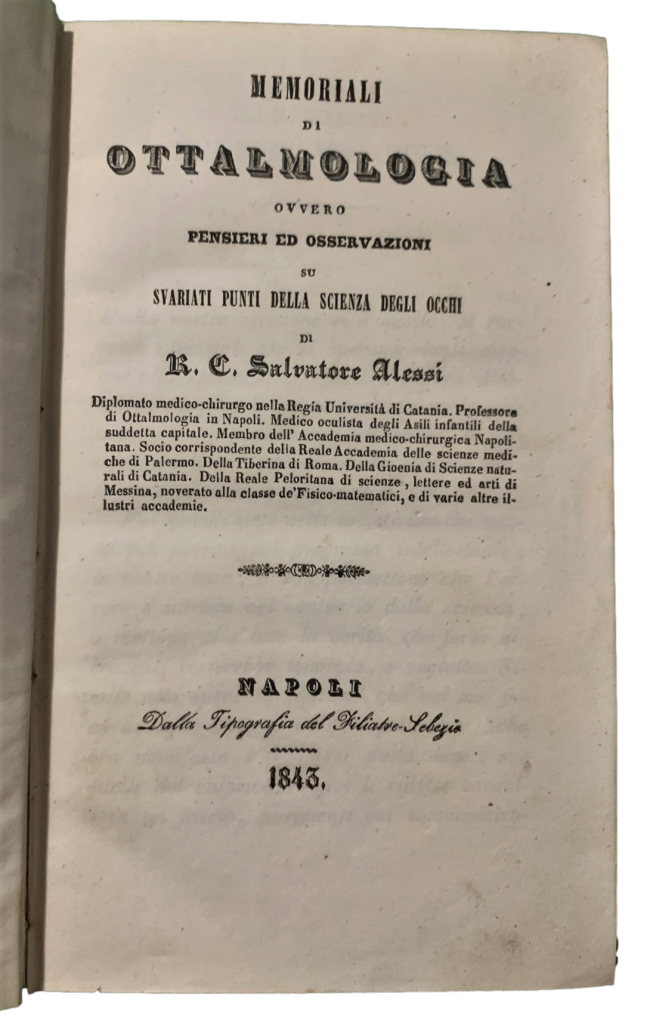 MEMORIALI
DI
OTTALMOLOGIA
OVVERO
PENSIERI ED OSSERVAZIONI
SU
SVARIATI PUNTI DELLA SCIENZA DEGLI OCCHI
DI
R. C. Salvatore Alessi
Diplomato medico-chirurgo nella Regia Università di Catania. Professore
di Ottalmologia in Napoli. Medico oculista degli Asili infantili della
suddetta capitale. Membro dell' Accademia medico-chirurgica Napoli-
tana. Socio corrispondente della Reale Accademia delle scienze medi-
che di Palermo. Della Tiberina di Roma. Della Gioenia di Scienze natu-
rali di Catania. Della Reale Peloritana di scienze, lettere ed arti di
Messina, noverato alla classe de'Fisico-matematici, e di varie altre il-
lustri accademie.
NAPOLI
Dalla Tipografia del Filiatre-Sebezio
1843.